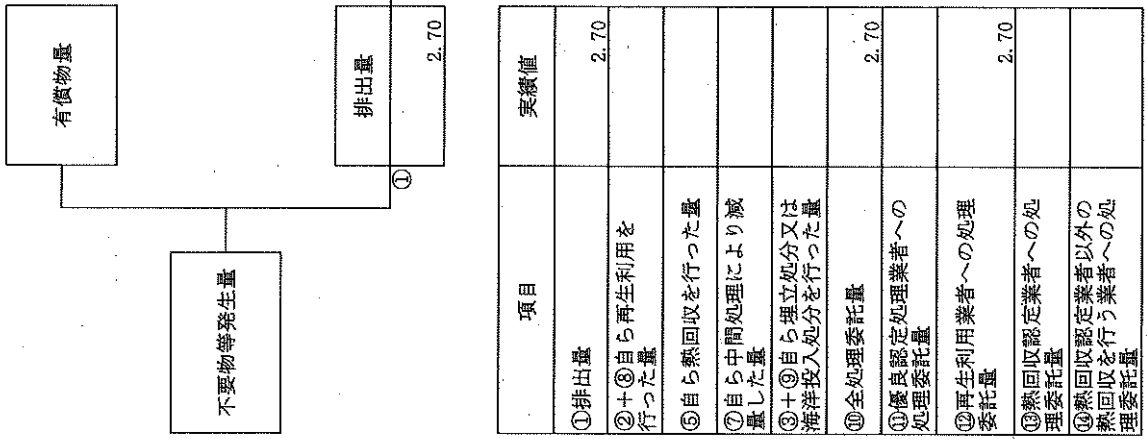 有償物量
不要物等発生量
排出量
2.70
①
項目
実績値
①排出量
2.70
②+⑧自ら再生利用を
行った量
⑤自ら熱回収を行った量
⑦自ら中間処理により減
量した量
③+⑨自ら埋立処分又は
海洋投入処分を行った量
⑩全処理委託量
2.70
⑪優良認定処理業者への
処理委託量
⑫再生利用業者への処理
委託量
2.70
⑬熱回収認定業者への処
理委託量
⑭熱回収認定業者以外の
熱回収を行う業者への処
理委託量